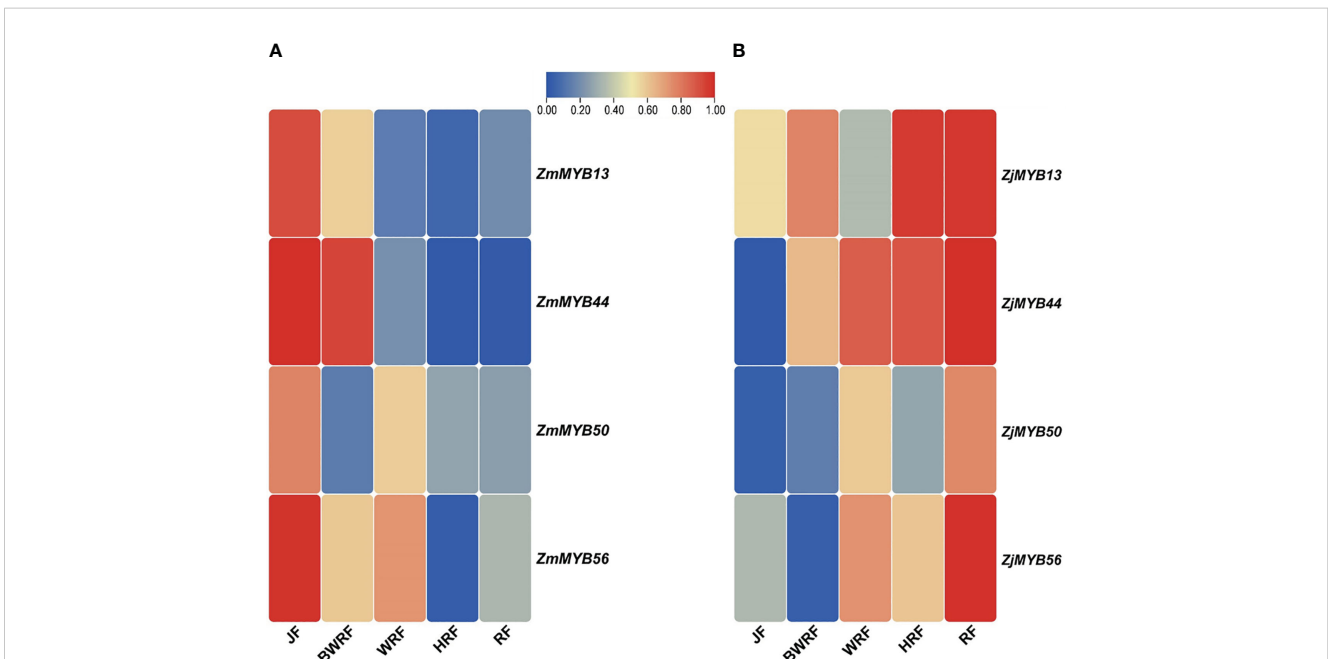 A
B
0.00 0.20 0.40 0.60 0.80 1.00
ZmMYB13
ZjMYB13
ZmMYB44
ZjMYB44
ZmMYB50
ZjMYB50
ZmMYB56
ZjMYB56
JF BWRF WRF HRF RF
JF BWRF WRF HRF RF